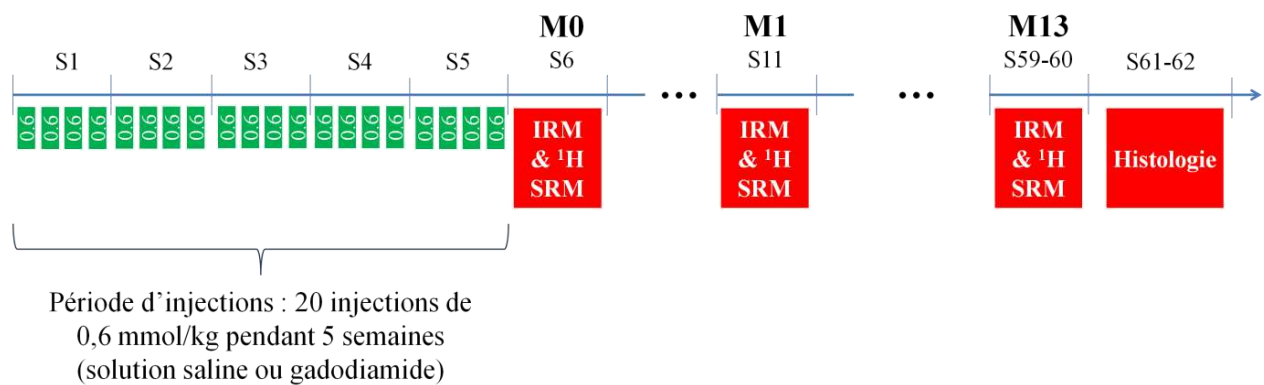 M0 M1 M13
S1 S2 S3 S4 S5 S6 S11 S59-60 S61-62
0.6 0.6 0.6 0.6 0.6 0.6 0.6 0.6 0.6 0.6 0.6 0.6 0.6 0.6 0.6 0.6 0.6 0.6 0.6 0.6
... ...
IRM
& ¹H
SRM
IRM
& ¹H
SRM
IRM
& ¹H
SRM
Histologie
Période d’injections : 20 injections de
0,6 mmol/kg pendant 5 semaines
(solution saline ou gadodiamide)